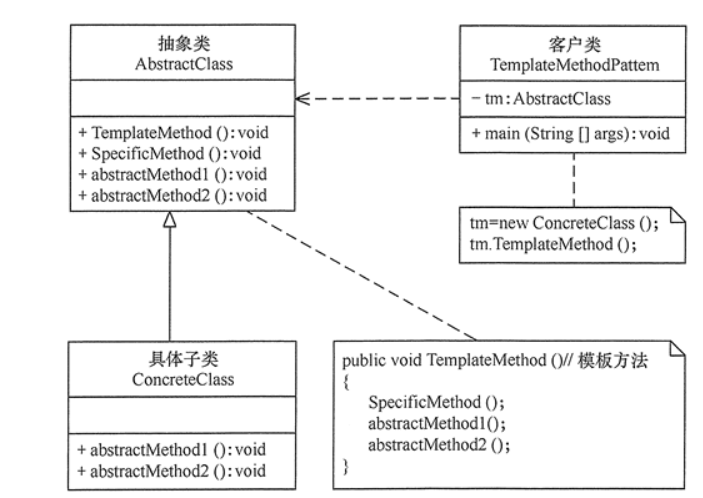 抽象类
AbstractClass
+ TemplateMethod ():void
+ SpecificMethod ():void
+ abstractMethod1 ():void
+ abstractMethod2 ():void
客户类
TemplateMethodPattem
− tm:AbstractClass
+ main (String [] args):void
tm=new ConcreteClass ();
tm.TemplateMethod ();
具体子类
ConcreteClass
+ abstractMethod1 ():void
+ abstractMethod2 ():void
public void TemplateMethod ()// 模板方法
{
SpecificMethod ();
abstractMethod1();
abstractMethod2 ();
}